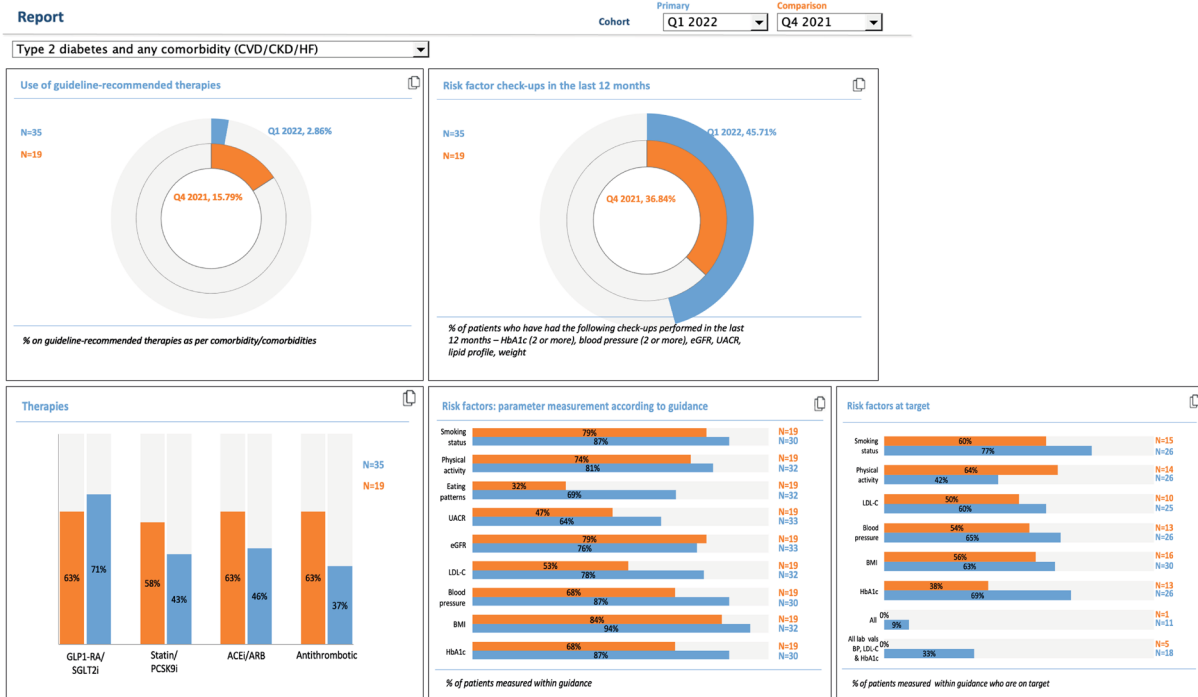 Report
Cohort
Primary
Q1 2022
Comparison
Q4 2021
Type 2 diabetes and any comorbidity (CVD/CKD/HF)
Use of guideline-recommended therapies
N=35
N=19
Q1 2022, 2.86%
Q4 2021, 15.79%
% on guideline-recommended therapies as per comorbidity/comorbidities
Risk factor check-ups in the last 12 months
N=35
N=19
Q1 2022, 45.71%
Q4 2021, 36.84%
% of patients who have had the following check-ups performed in the last
12 months – HbA1c (2 or more), blood pressure (2 or more), eGFR, UACR,
lipid profile, weight
Therapies
N=35
N=19
63%
71%
58%
43%
63%
46%
63%
37%
GLP1-RA/
SGLT2i
Statin/
PCSK9i
ACEi/ARB
Antithrombotic
Risk factors: parameter measurement according to guidance
Smoking
status
79%
87%
N=19
N=30
Physical
activity
74%
81%
N=19
N=32
Eating
patterns
32%
69%
N=19
N=32
UACR
47%
64%
N=19
N=33
eGFR
79%
76%
N=19
N=33
LDL-C
53%
78%
N=19
N=32
Blood
pressure
68%
87%
N=19
N=30
BMI
84%
94%
N=19
N=32
HbA1c
68%
87%
N=19
N=30
% of patients measured within guidance
Risk factors at target
Smoking
status
60%
77%
N=15
N=26
Physical
activity
64%
42%
N=14
N=26
LDL-C
50%
60%
N=10
N=25
Blood
pressure
54%
65%
N=13
N=26
BMI
56%
63%
N=16
N=30
HbA1c
38%
69%
N=13
N=26
All
0%
9%
N=1
N=11
All lab vals
BP, LDL-C
& HbA1c
0%
33%
N=5
N=18
% of patients measured within guidance who are on target